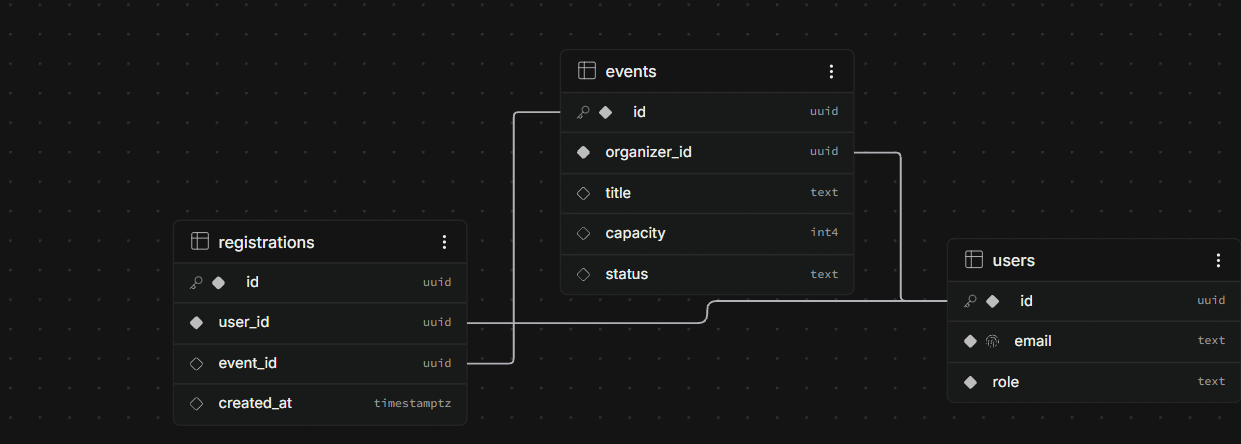 events
id uuid
organizer_id uuid
title text
capacity int4
status text
registrations
id uuid
user_id uuid
event_id uuid
created_at timestamptz
users
id uuid
email text
role text